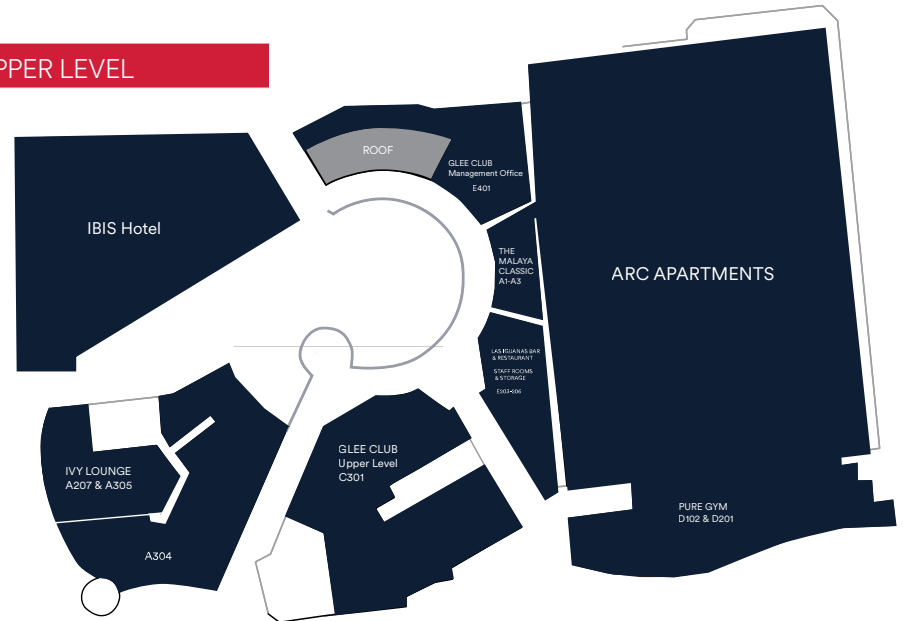 PPER LEVEL
ROOF
GLEE CLUB
Management Office
E401
IBIS Hotel
THE
MALAYA
CLASSIC
A1-A3
ARC APARTMENTS
LAS IGUANAS BAR
& RESTAURANT
STAFF ROOMS
& STORAGE
E203-206
GLEE CLUB
Upper Level
C301
IVY LOUNGE
A207 & A305
PURE GYM
D102 & D201
A304